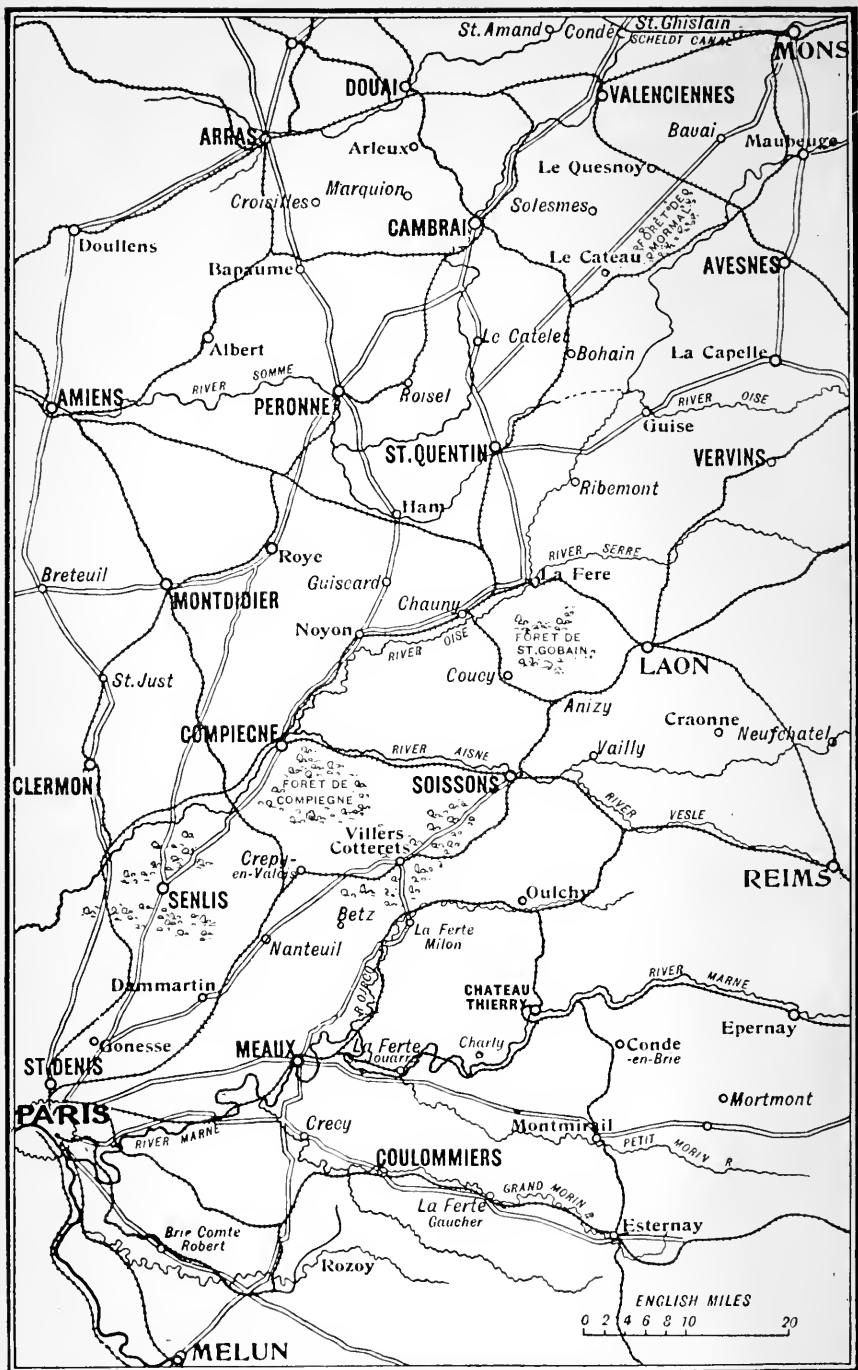 St. Amand
Condé
St. Ghislain
SCHELDT CANAL
MONS
DOUAI
VALENCIENNES
ARRAS
Arleux
Bavai
Maubeuge
Le Quesnoy
Croisilles
Marquion
Solesmes
CAMBRAI
FÔRET DE
MORMAL
Doullens
Le Cateau
AVESNES
Bapaume
Albert
Le Catelet
Bohain
La Capelle
AMIENS
RIVER SOMME
PERONNE
Roisel
RIVER OISE
Guise
ST. QUENTIN
VERVINS
Ribemont
Ham
Roye
RIVER SERRE
Breteuil
MONTDIDIER
Guiscard
La Fere
Chauny
Noyon
RIVER OISE
FÔRET DE
ST. GOBAIN
LAON
St. Just
Coucy
Anizy
Craonne
Neufchatel
COMPIEGNE
RIVER AISNE
Vailly
CLERMON
FORÊT DE
COMPIEGNE
SOISSONS
RIVER VESLE
Villers
Cotterets
Crepy
-en-Valois
REIMS
SENLIS
Oulchy
Betz
La Ferte
Milon
Nanteuil
Dammartin
R. OURCQ
CHATEAU
THIERRY
RIVER MARNE
Epernay
Gonesse
MEAUX
La Ferte
Jouarre
Charly
Conde
-en-Brie
ST. DENIS
PARIS
Mortmont
RIVER MARNE
Crecy
Montmirail
PETIT MORIN R
COULOMMIERS
La Ferte
Gaucher
GRAND MORIN R
Esternay
Brie Comte
Robert
Rozoy
ENGLISH MILES
0 2 4 6 8 10 20
MELUN